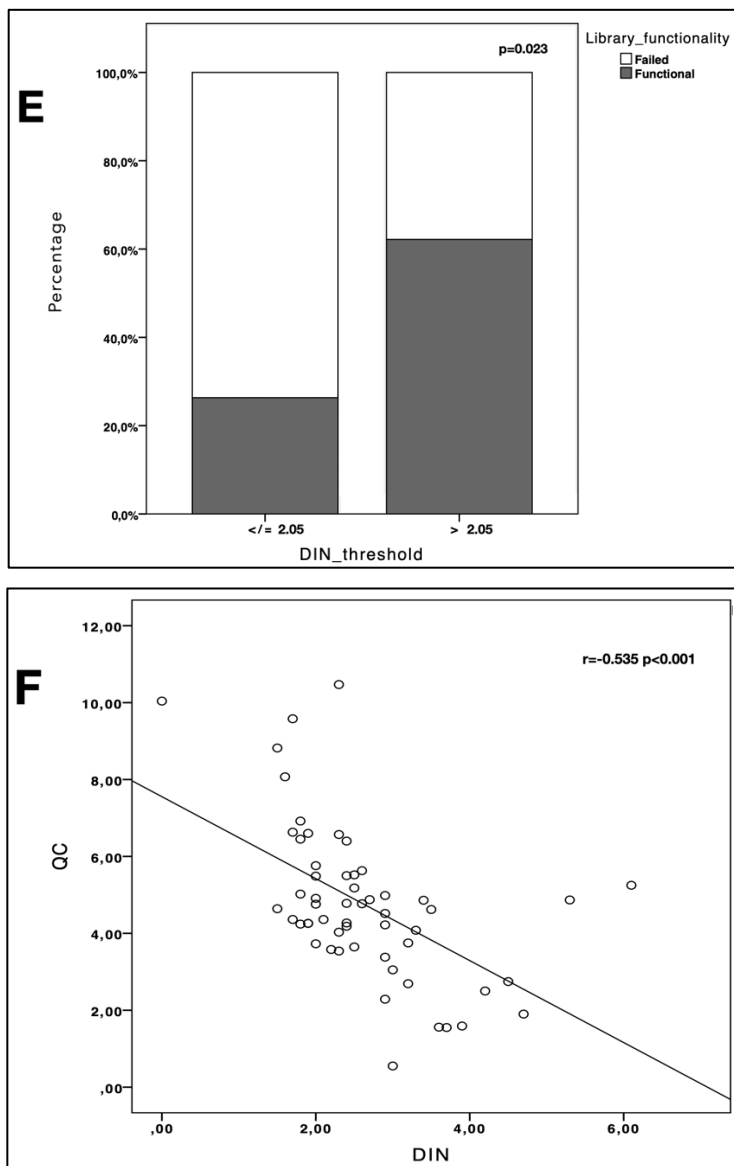 E
p=0.023
Library_functionality
Failed
Functional
100,0%
80,0%
60,0%
40,0%
20,0%
0,0%
Percentage
</= 2.05
> 2.05
DIN_threshold
F
r=-0.535 p<0.001
12,00
10,00
8,00
6,00
4,00
2,00
,00
QC
,00
2,00
4,00
6,00
DIN